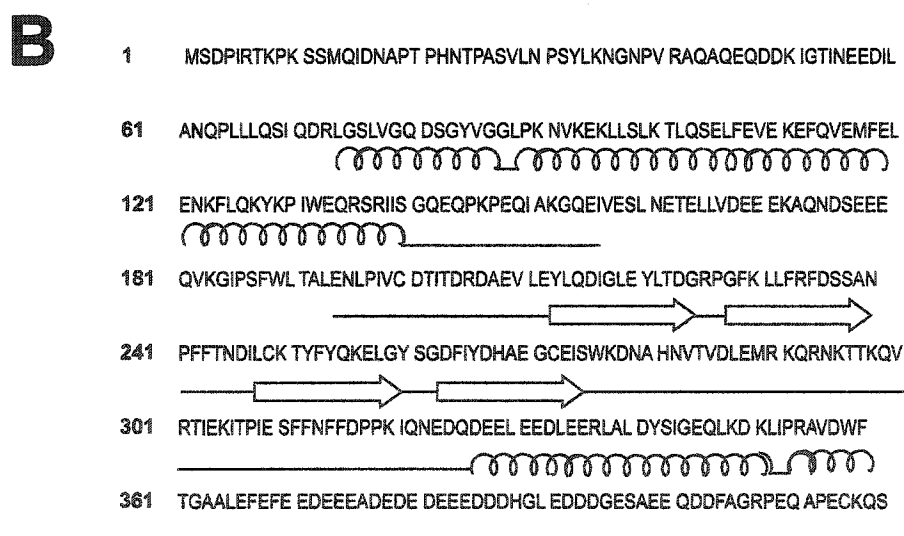 B
1 MSDPIRTKPK SSMQIDNAPT PHNTPASVLN PSYLKNGNPV RAQAQEQDDK IGTINEEDIL
61 ANQPLLLQSI QDRLGSLVGQ DSGYVGGLPK NVKEKLLSLK TLQSELFEVE KEFQVEMFEL
121 ENKFLQKYKP IWEQRSRIIS GQEQPKPEQI AKGQEIVESL NETELLVDEE EKAQNDSEEE
181 QVKGIPSFWL TALENLPIVC DTITDRDAEV LEYLQDIGLE YLTDGRPGFK LLFRFDSSAN
241 PFFTNDILCK TYFYQKELGY SGDFIYDHAE GCEISWKDNA HNVTVDLEMR KQRNKTTKQV
301 RTIEKITPIE SFFNFFDPPK IQNEDQDEEL EEDLEERLAL DYSIGEQLKD KLIPRAVDWF
361 TGAALEFEFE EDEEEADEDE DEEEDDDHGL EDDDGESAEE QDDFAGRPEQ APECKQS